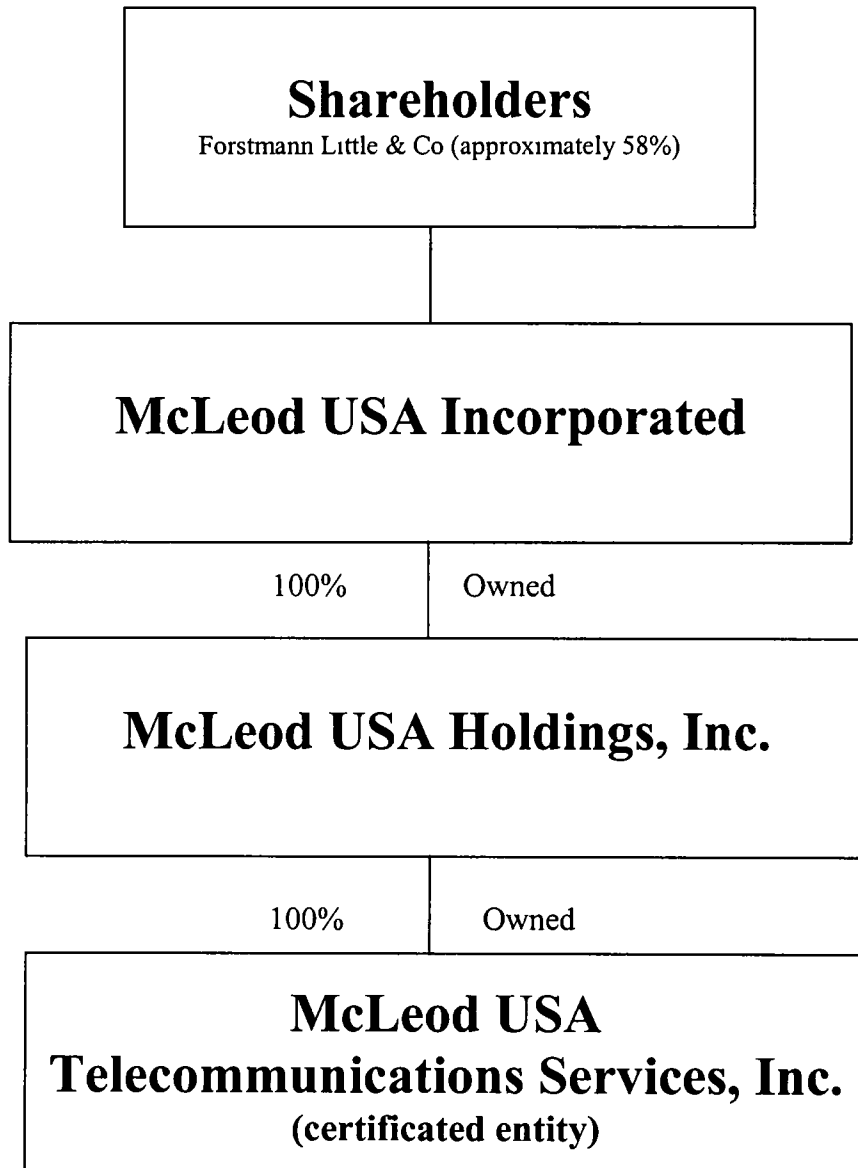 Shareholders
Forstmann Little & Co (approximately 58%)
McLeod USA Incorporated
100% Owned
McLeod USA Holdings, Inc.
100% Owned
McLeod USA
Telecommunications Services, Inc.
(certificated entity)